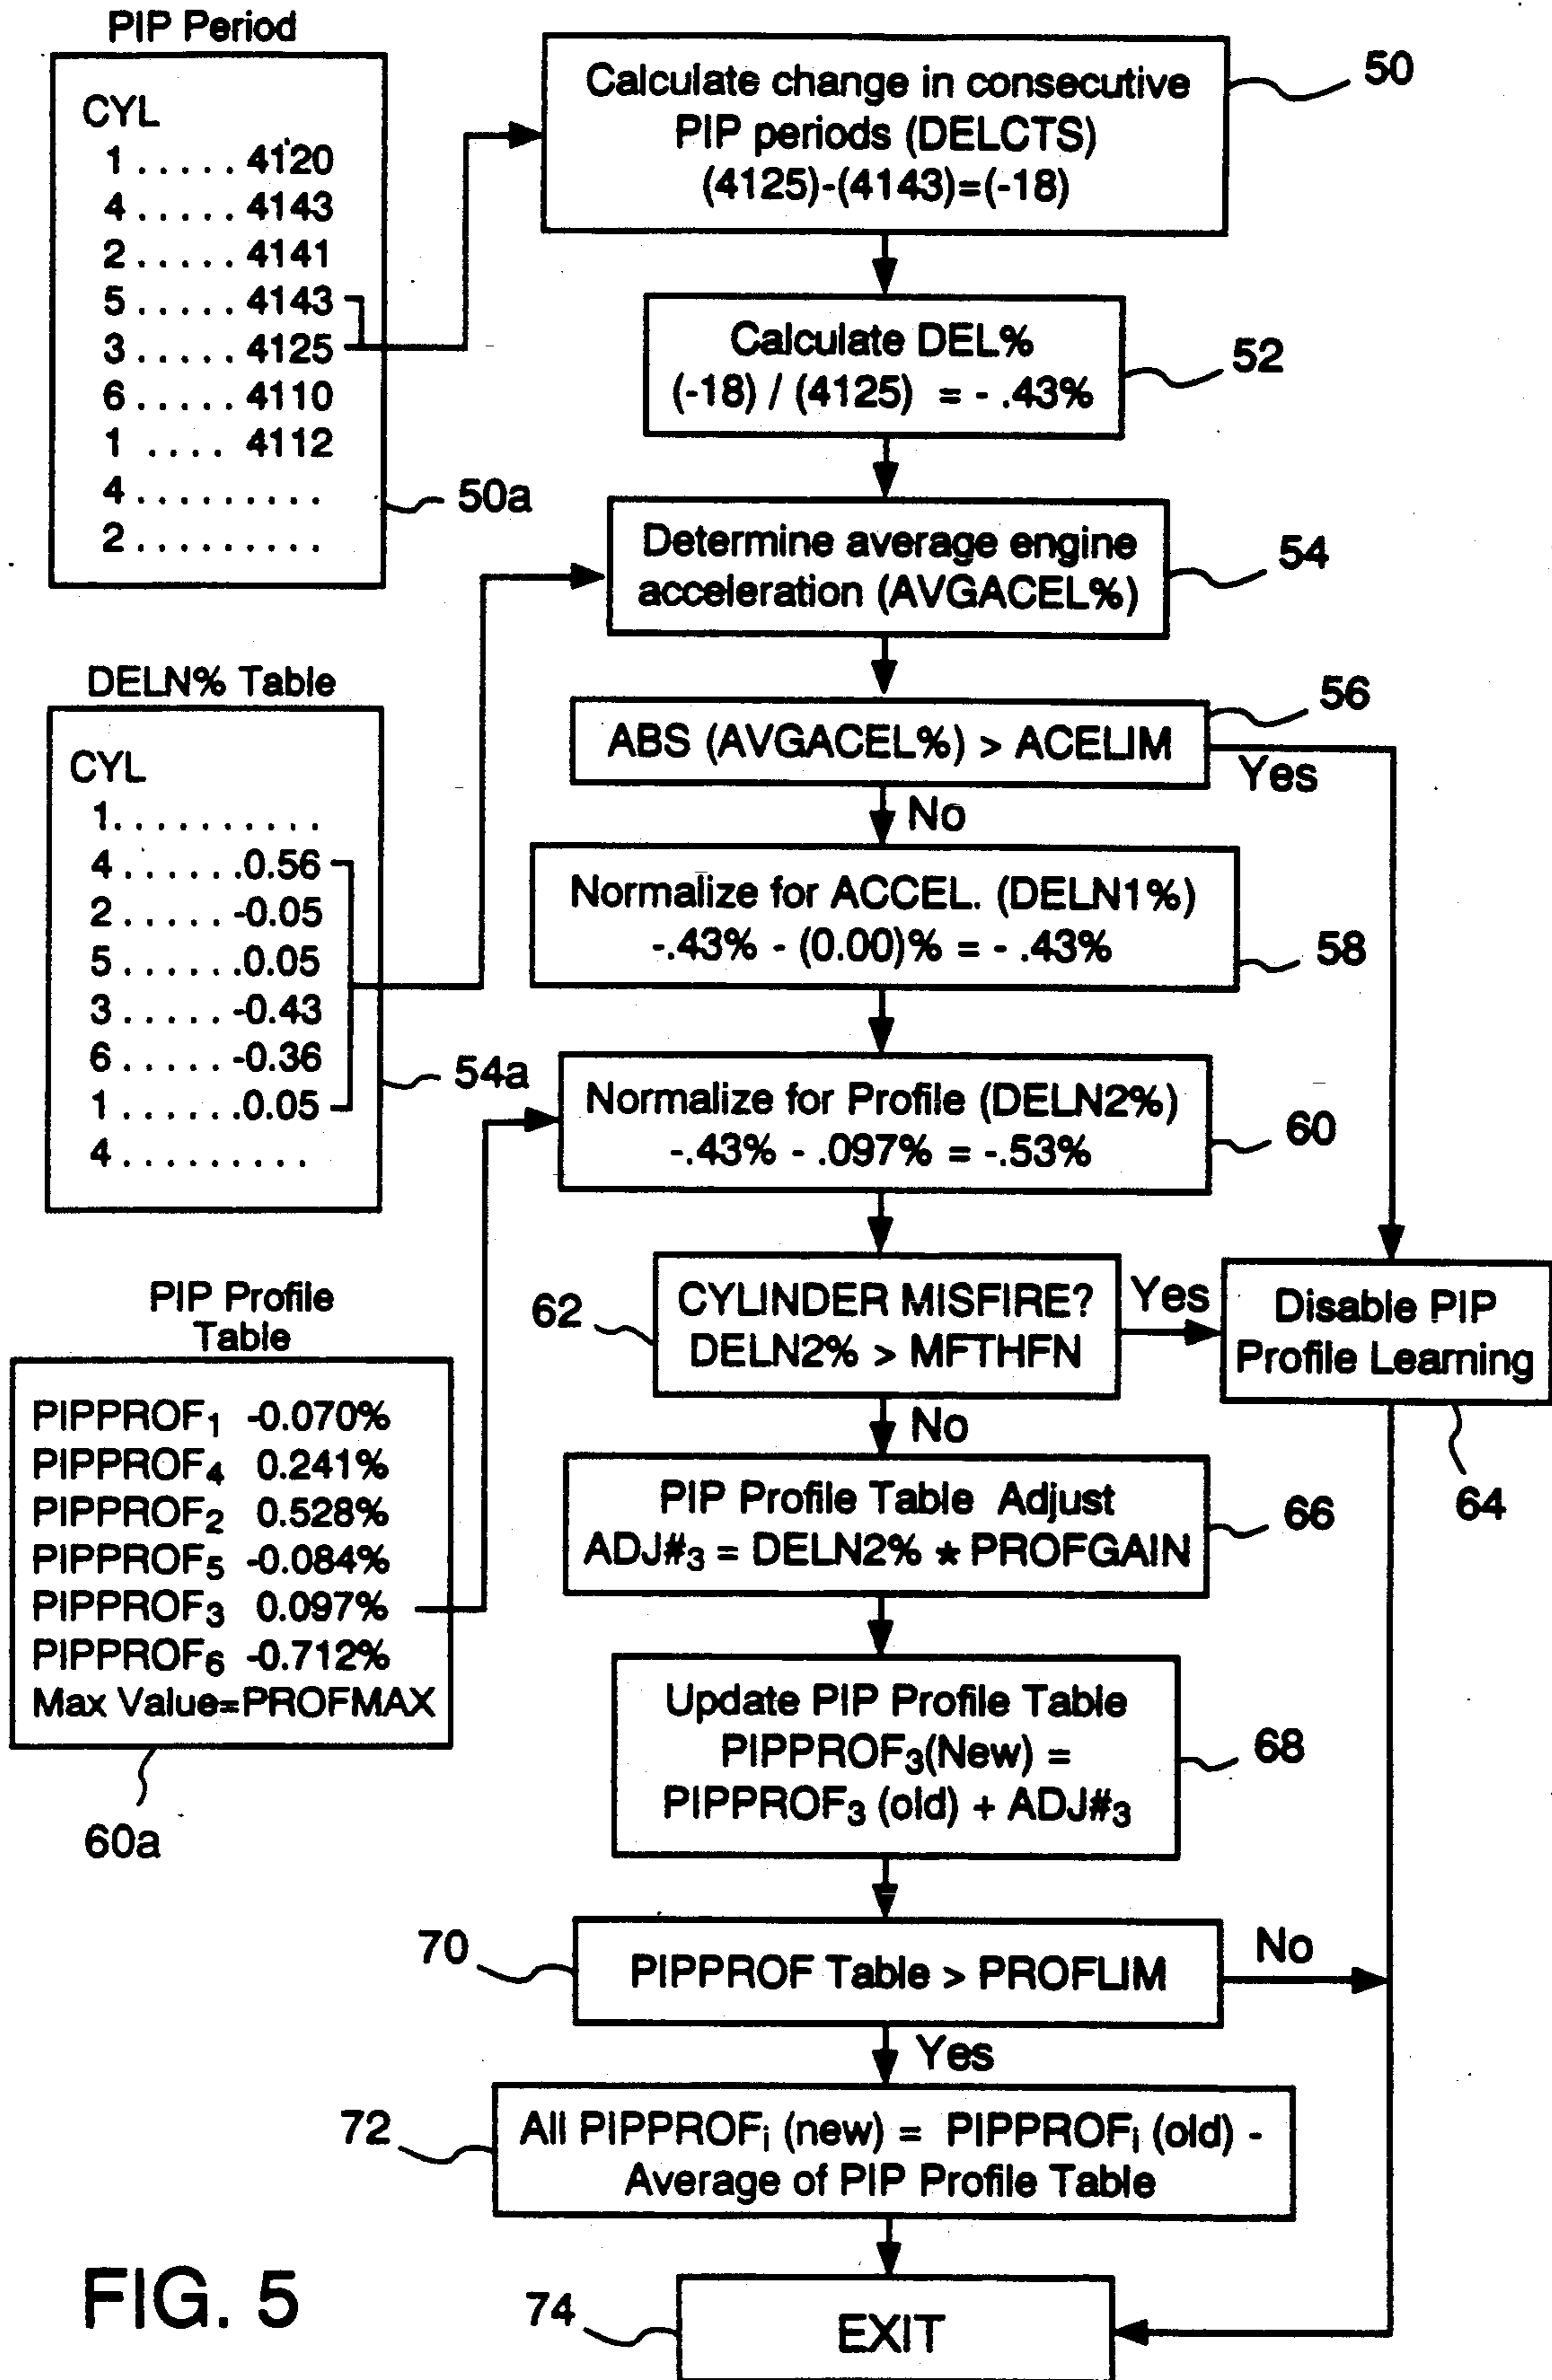 PIP Period
CYL
1 ..... 4120
4 ..... 4143
2 ..... 4141
5 ..... 4143
3 ..... 4125
6 ..... 4110
1 .... 4112
4 .........
2 .........
50a
Calculate change in consecutive
PIP periods (DELCTS)
(4125)-(4143)=(-18)
50
Calculate DEL%
(-18) / (4125) = - .43%
52
Determine average engine
acceleration (AVGACEL%)
54
DELN% Table
CYL
1..........
4 ......0.56
2 ..... -0.05
5 ......0.05
3 ......-0.43
6 ..... -0.36
1 ......0.05
4 .........
54a
ABS (AVGACEL%) > ACELIM
56
Yes
No
Normalize for ACCEL. (DELN1%)
-.43% - (0.00)% = - .43%
58
Normalize for Profile (DELN2%)
-.43% - .097% = -.53%
60
PIP Profile
Table
PIPPROF1 -0.070%
PIPPROF4 0.241%
PIPPROF2 0.528%
PIPPROF5 -0.084%
PIPPROF3 0.097%
PIPPROF6 -0.712%
Max Value=PROFMAX
60a
62
CYLINDER MISFIRE?
DELN2% > MFTHFN
Yes
No
Disable PIP
Profile Learning
64
PIP Profile Table Adjust
ADJ#3 = DELN2% * PROFGAIN
66
Update PIP Profile Table
PIPPROF3(New) =
PIPPROF3 (old) + ADJ#3
68
70
PIPPROF Table > PROFLIM
No
Yes
72
All PIPPROFi (new) = PIPPROFi (old) -
Average of PIP Profile Table
74
EXIT
FIG. 5